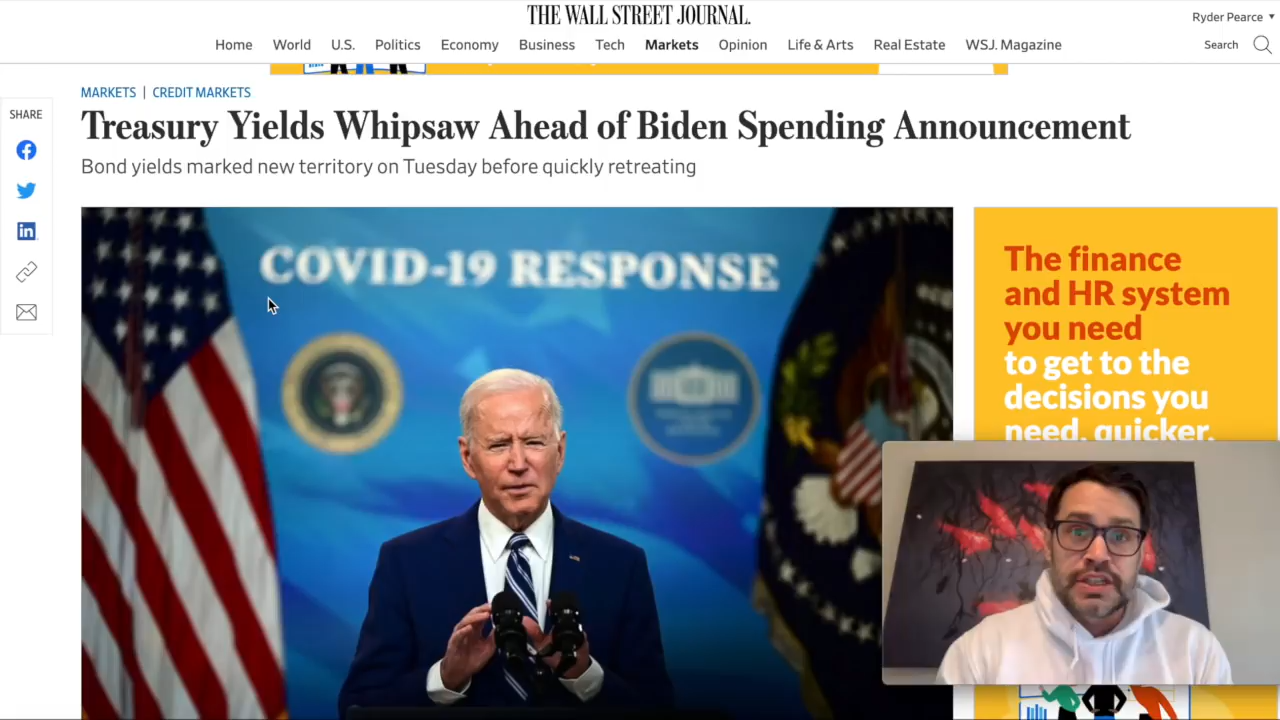 THE WALL STREET JOURNAL.
Ryder Pearce
Home World U.S. Politics Economy Business Tech Markets Opinion Life & Arts Real Estate WSJ. Magazine
Search
MARKETS | CREDIT MARKETS
SHARE
Treasury Yields Whipsaw Ahead of Biden Spending Announcement
Bond yields marked new territory on Tuesday before quickly retreating
COVID-19 RESPONSE
The finance
and HR system
you need
to get to the
decisions you
need, quicker.